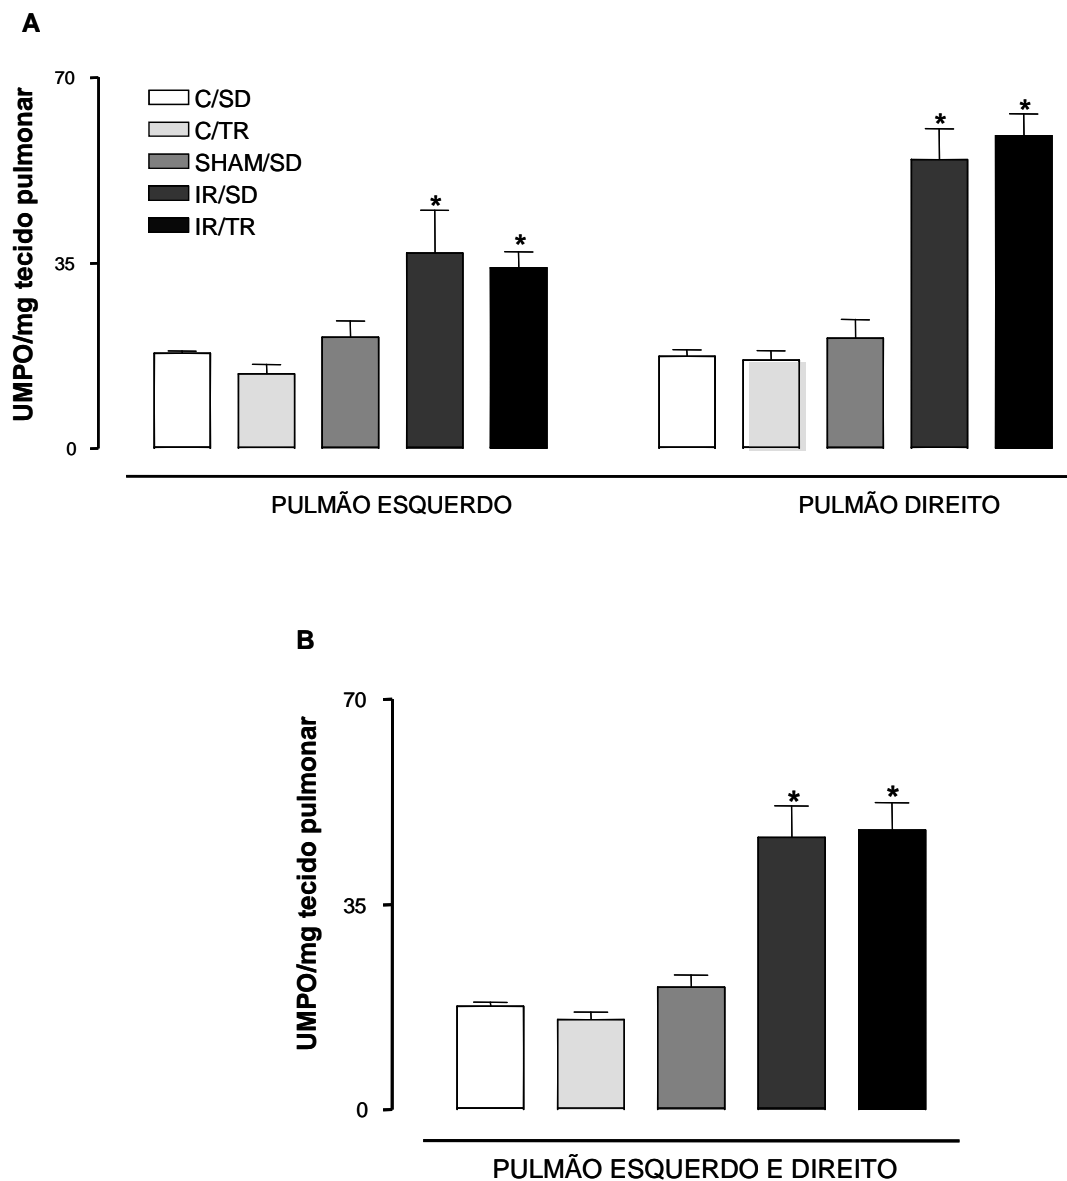 A
UMPO/mg tecido pulmonar
70
35
0
C/SD
C/TR
SHAM/SD
IR/SD
IR/TR
*
*
*
*
PULMÃO ESQUERDO
PULMÃO DIREITO
B
UMPO/mg tecido pulmonar
70
35
0
*
*
PULMÃO ESQUERDO E DIREITO